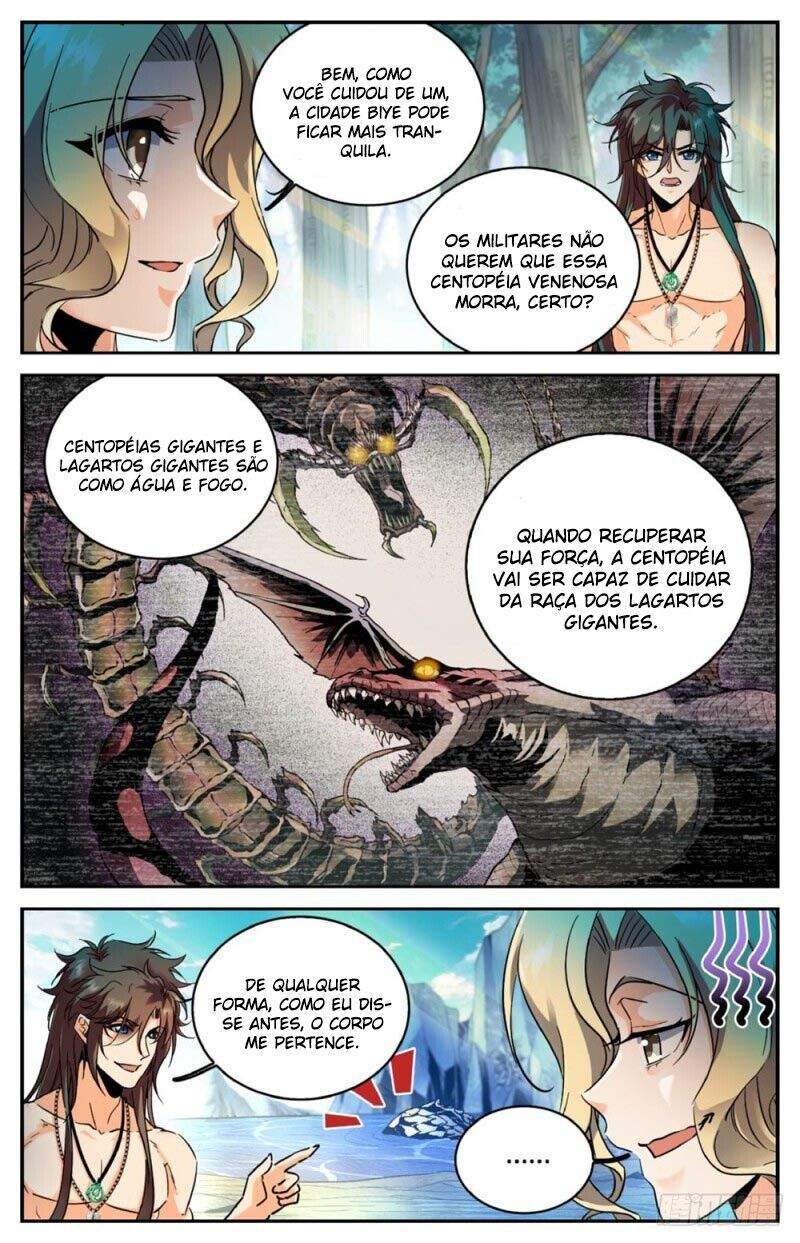 BEM, COMO
VOCÊ CUIDOU DE UM,
A CIDADE BIYE PODE
FICAR MAIS TRAN-
QUILA.
OS MILITARES NÃO
QUEREM QUE ESSA
CENTOPÉIA VENENOSA
MORRA, CERTO?
CENTOPÉIAS GIGANTES E
LAGARTOS GIGANTES SÃO
COMO ÁGUA E FOGO.
QUANDO RECUPERAR
SUA FORÇA, A CENTOPÉIA
VAI SER CAPAZ DE CUIDAR
DA RAÇA DOS LAGARTOS
GIGANTES.
DE QUALQUER
FORMA, COMO EU DIS-
SE ANTES, O CORPO
ME PERTENCE.
......